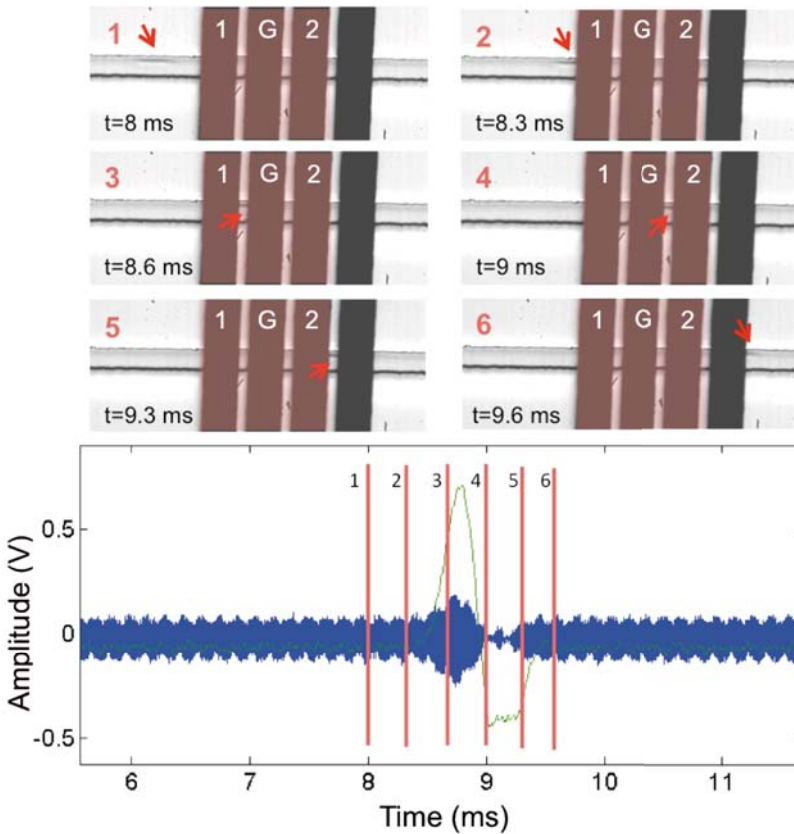 1
1 G 2
t=8 ms
2
1 G 2
t=8.3 ms
3
1 G 2
t=8.6 ms
4
1 G 2
t=9 ms
5
1 G 2
t=9.3 ms
6
1 G 2
t=9.6 ms
1 2 3 4 5 6
0.5
0
-0.5
Amplitude (V)
6 7 8 9 10 11
Time (ms)